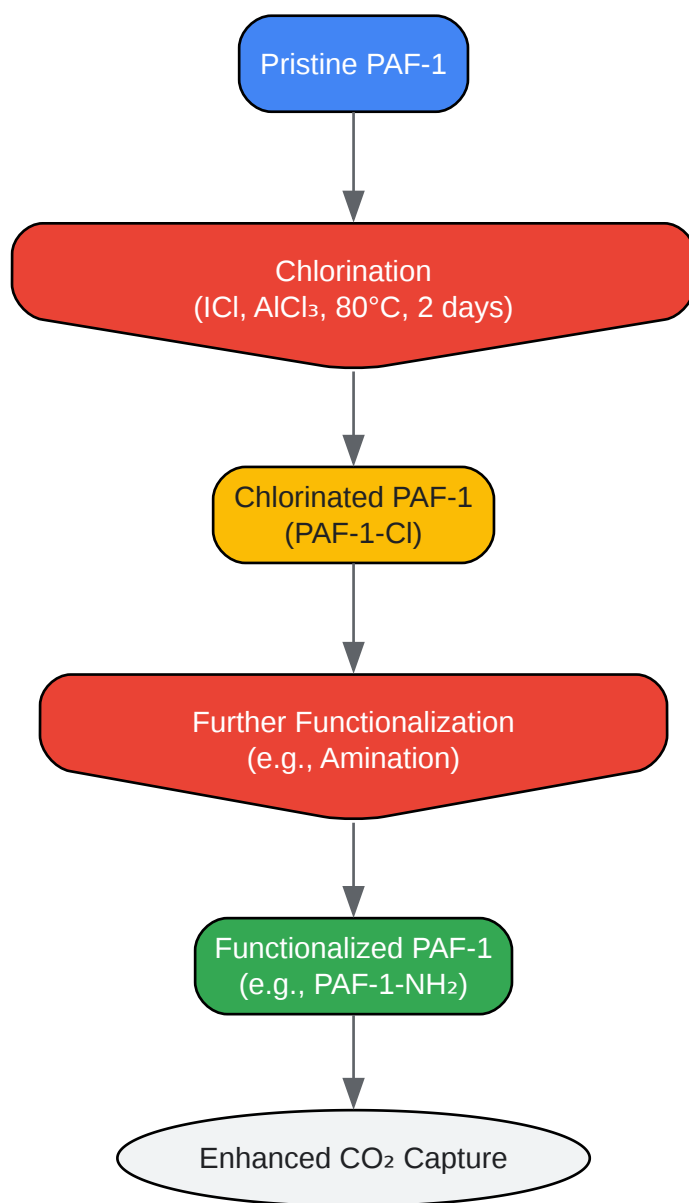 Pristine PAF-1
Chlorination
(ICl, AlCl₃, 80°C, 2 days)
Chlorinated PAF-1
(PAF-1-Cl)
Further Functionalization
(e.g., Amination)
Functionalized PAF-1
(e.g., PAF-1-NH₂)
Enhanced CO₂ Capture